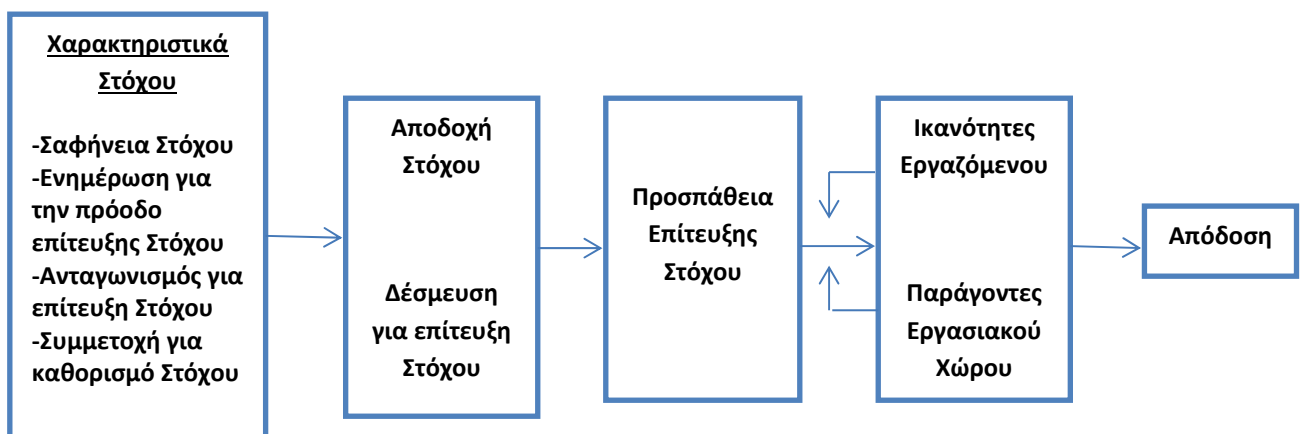 Χαρακτηριστικά
Στόχου
-Σαφήνεια Στόχου
-Ενημέρωση για
την πρόοδο
επίτευξης Στόχου
-Ανταγωνισμός για
επίτευξη Στόχου
-Συμμετοχή για
καθορισμό Στόχου
Αποδοχή
Στόχου
Δέσμευση
για επίτευξη
Στόχου
Προσπάθεια
Επίτευξης
Στόχου
Ικανότητες
Εργαζόμενου
Παράγοντες
Εργασιακού
Χώρου
Απόδοση